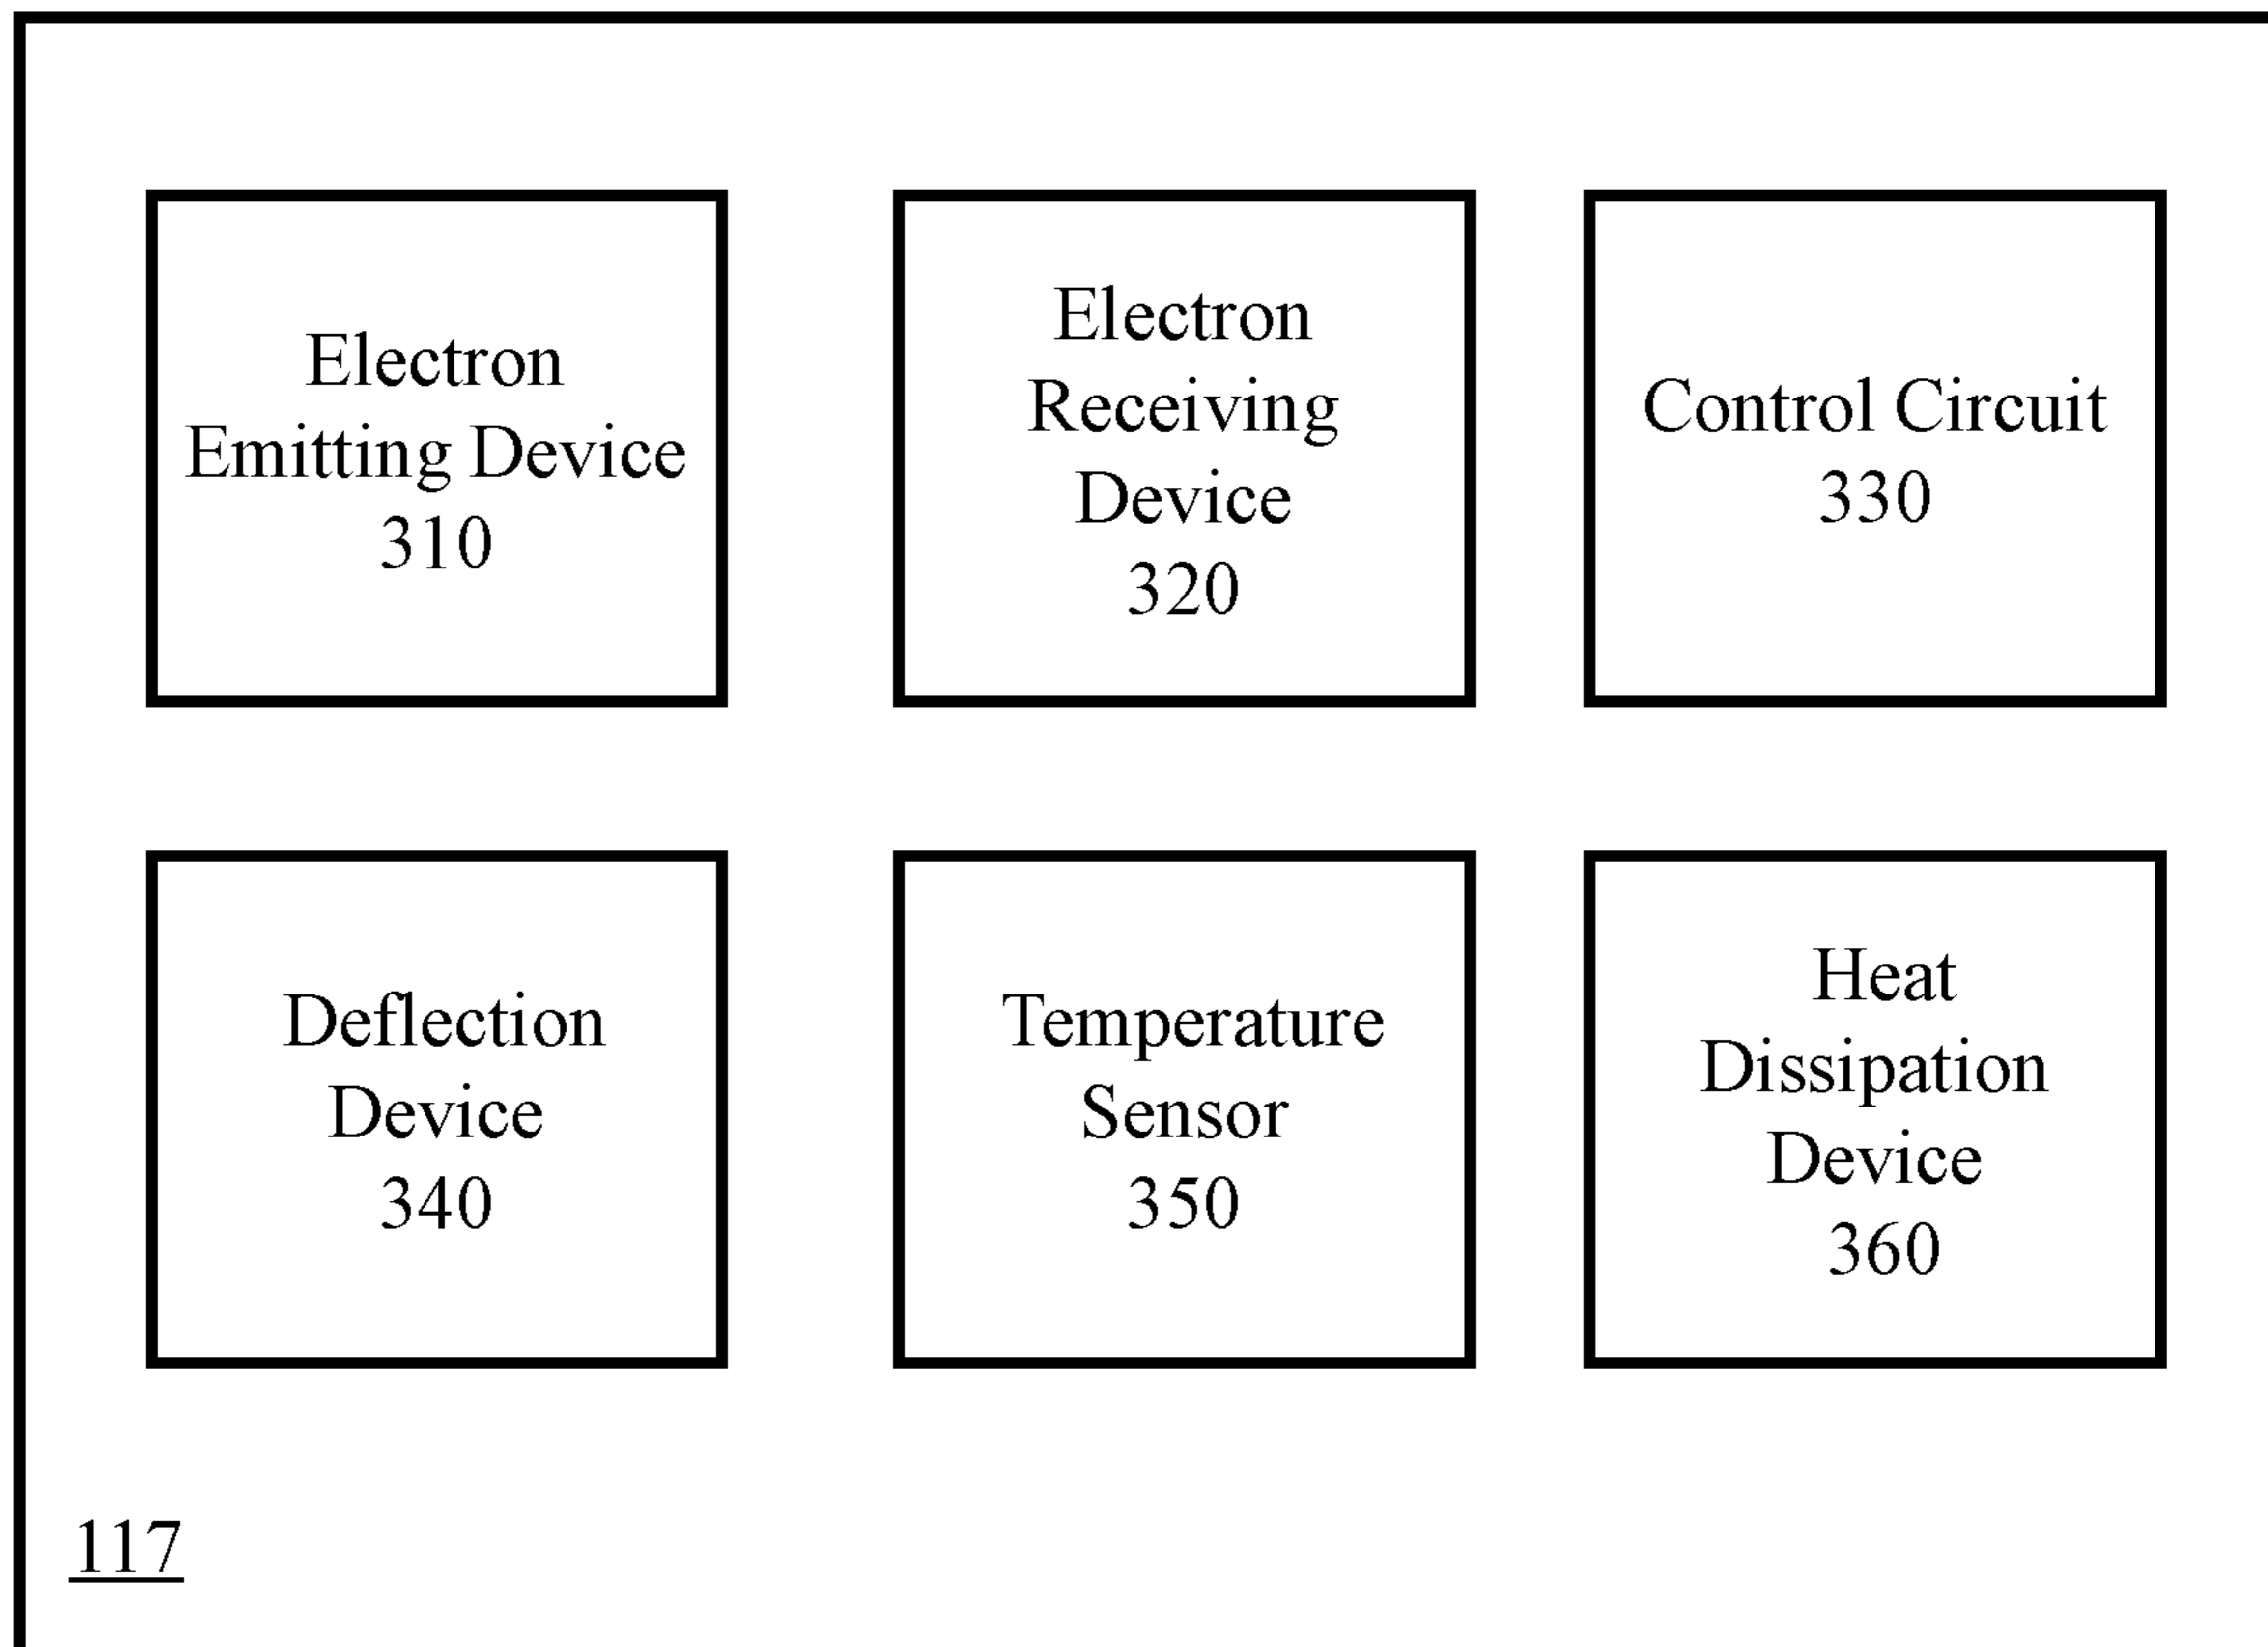 Electron
Emitting Device
310
Electron
Receiving
Device
320
Control Circuit
330
Deflection
Device
340
Temperature
Sensor
350
Heat
Dissipation
Device
360
117